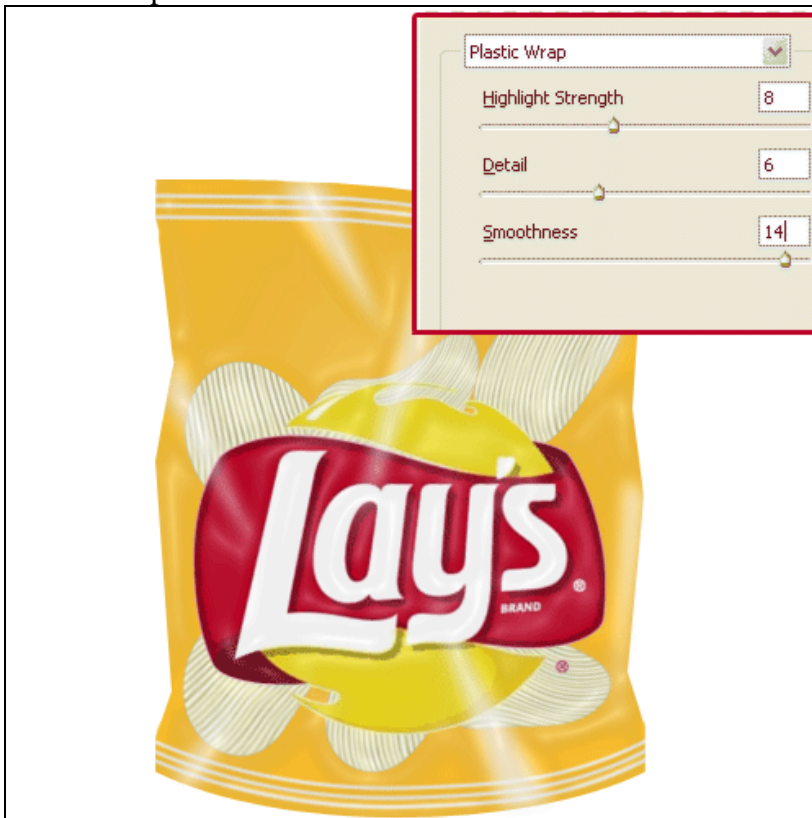 Plastic Wrap
Highlight Strength 8
Detail 6
Smoothness 14
Lay's
BRAND ®
®